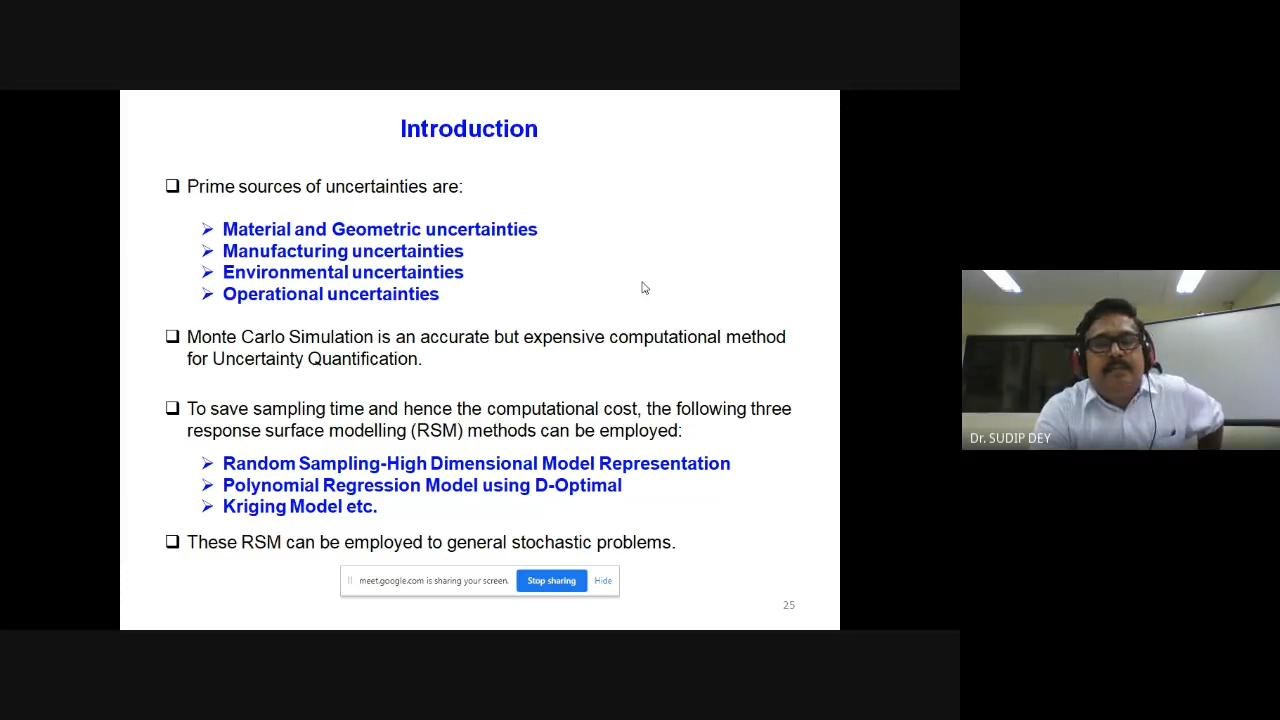 Introduction
Prime sources of uncertainties are:
Material and Geometric uncertainties
Manufacturing uncertainties
Environmental uncertainties
Operational uncertainties
Monte Carlo Simulation is an accurate but expensive computational method
for Uncertainty Quantification.
To save sampling time and hence the computational cost, the following three
response surface modelling (RSM) methods can be employed:
Random Sampling-High Dimensional Model Representation
Polynomial Regression Model using D-Optimal
Kriging Model etc.
These RSM can be employed to general stochastic problems.
meet.google.com is sharing your screen. Stop sharing Hide
25
Dr. SUDIP DEY